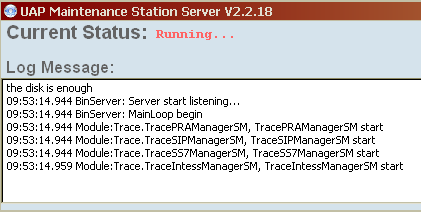 UAP Maintenance Station Server V2.2.18
Current Status: Running...
Log Message:
the disk is enough
09:53:14.944 BinServer: Server start listening...
09:53:14.944 BinServer: MainLoop begin
09:53:14.944 Module:Trace.TracePRAManagerSM, TracePRAManagerSM start
09:53:14.944 Module:Trace.TraceSIPManagerSM, TraceSIPManagerSM start
09:53:14.944 Module:Trace.TraceSS7ManagerSM, TraceSS7ManagerSM start
09:53:14.959 Module:Trace.TraceIntessManagerSM, TraceIntessManagerSM start